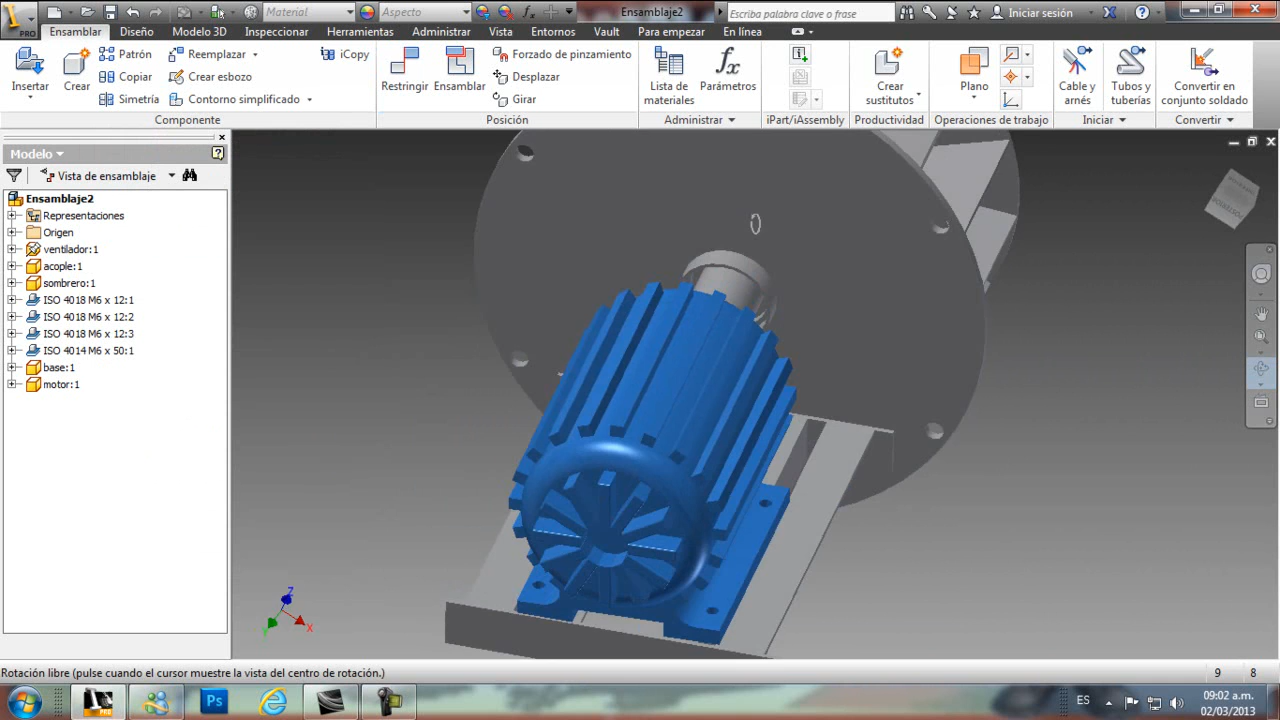 Material
Aspecto
Ensamblaje2
Escriba palabra clave o frase
Iniciar sesión
PRO
Ensamblar
Diseño
Modelo 3D
Inspeccionar
Herramientas
Administrar
Vista
Entornos
Vault
Para empezar
En línea
Insertar
Crear
Patrón
Copiar
Simetría
Reemplazar
Crear esbozo
Contorno simplificado
iCopy
Componente
Restringir
Ensamblar
Forzado de pinzamiento
Desplazar
Girar
Posición
Lista de
materiales
Parámetros
Administrar
iPart/iAssembly
Crear
sustitutos
Productividad
Plano
Operaciones de trabajo
Cable y
arnés
Tubos y
tuberías
Iniciar
Convertir en
conjunto soldado
Convertir
Modelo
Vista de ensamblaje
Ensamblaje2
Representaciones
Origen
ventilador:1
acople:1
sombrero:1
ISO 4018 M6 x 12:1
ISO 4018 M6 x 12:2
ISO 4018 M6 x 12:3
ISO 4014 M6 x 50:1
base:1
motor:1
Z
X
Y
Rotación libre (pulse cuando el cursor muestre la vista del centro de rotación.)
9
8
Ps
ES
09:02 a.m.
02/03/2013